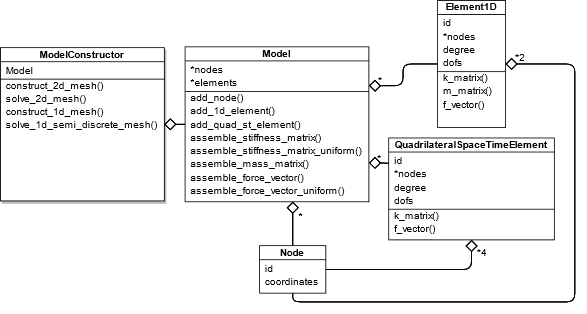 ModelConstructor
Model
construct_2d_mesh()
solve_2d_mesh()
construct_1d_mesh()
solve_1d_semi_discrete_mesh()
Model
*nodes
*elements
add_node()
add_1d_element()
add_quad_st_element()
assemble_stiffness_matrix()
assemble_stiffness_matrix_uniform()
assemble_mass_matrix()
assemble_force_vector()
assemble_force_vector_uniform()
*
*
*
Element1D
id
*nodes
degree
dofs
k_matrix()
m_matrix()
f_vector()
*2
QuadrilateralSpaceTimeElement
id
*nodes
degree
dofs
k_matrix()
f_vector()
*4
Node
id
coordinates